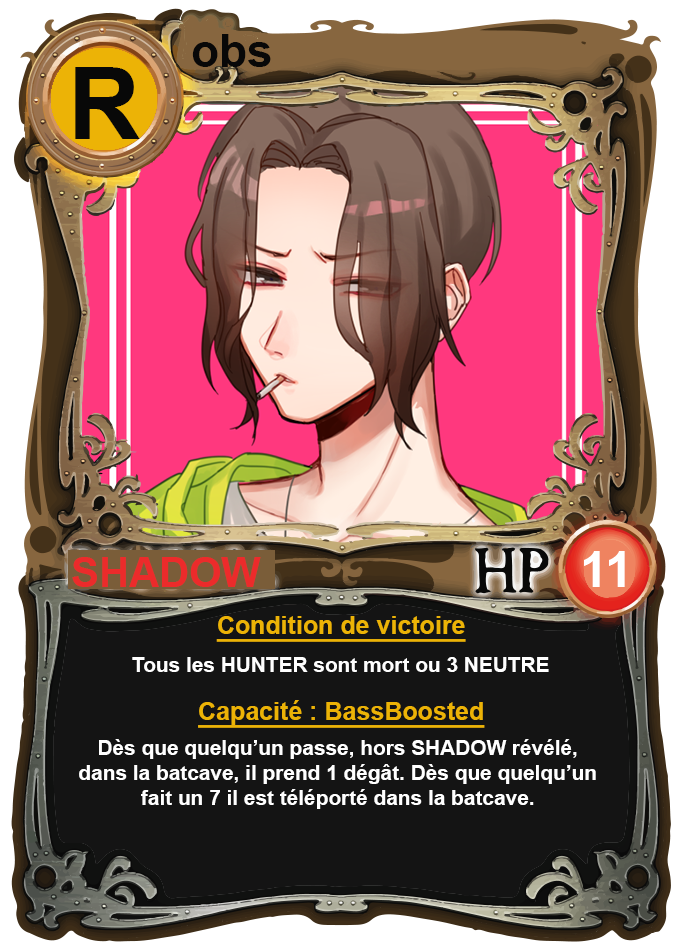 R
obs
SHADOW
HP 11
Condition de victoire
Tous les HUNTER sont mort ou 3 NEUTRE
Capacité : BassBoosted
Dès que quelqu’un passe, hors SHADOW révélé,
dans la batcave, il prend 1 dégât. Dès que quelqu’un
fait un 7 il est téléporté dans la batcave.